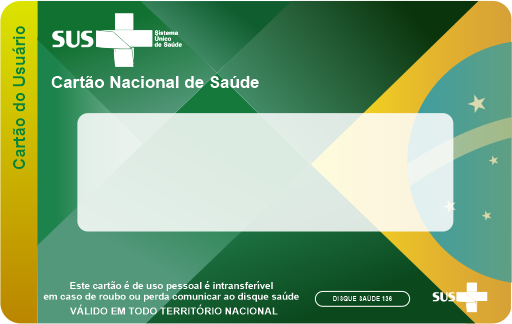 Cartão do Usuário
SUS
Sistema
Único
de Saúde
Cartão Nacional de Saúde
Este cartão é de uso pessoal é intransferível
em caso de roubo ou perda comunicar ao disque saúde
VÁLIDO EM TODO TERRITÓRIO NACIONAL
DISQUE SAÚDE 136
SUS